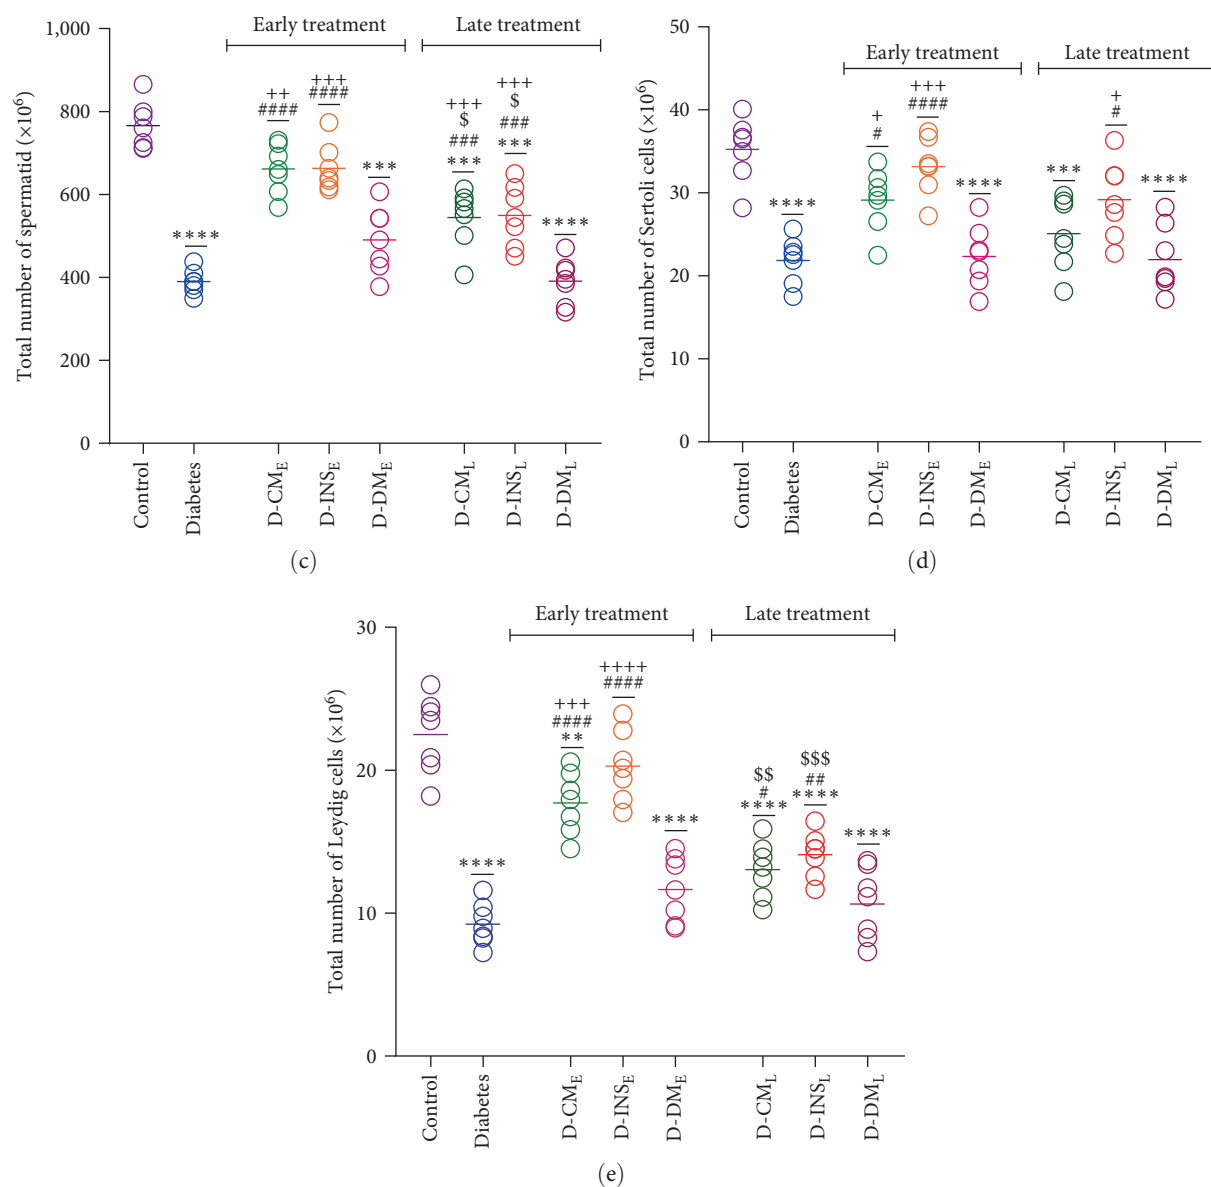 Early treatment
Late treatment
1,000
800
600
400
200
0
Total number of spermatid (×10⁶)
****
++
####
+++
####
***
+++
$
###
***
+++
$
###
***
****
Control
Diabetes
D-CM_E
D-INS_E
D-DM_E
D-CM_L
D-INS_L
D-DM_L
(c)
Early treatment
Late treatment
50
40
30
20
10
0
Total number of Sertoli cells (×10⁶)
****
+
#
+++
####
****
***
+
#
****
Control
Diabetes
D-CM_E
D-INS_E
D-DM_E
D-CM_L
D-INS_L
D-DM_L
(d)
Early treatment
Late treatment
30
20
10
0
Total number of Leydig cells (×10⁶)
****
+++
####
**
++++
####
****
$$
#
****
$$$
##
****
****
Control
Diabetes
D-CM_E
D-INS_E
D-DM_E
D-CM_L
D-INS_L
D-DM_L
(e)